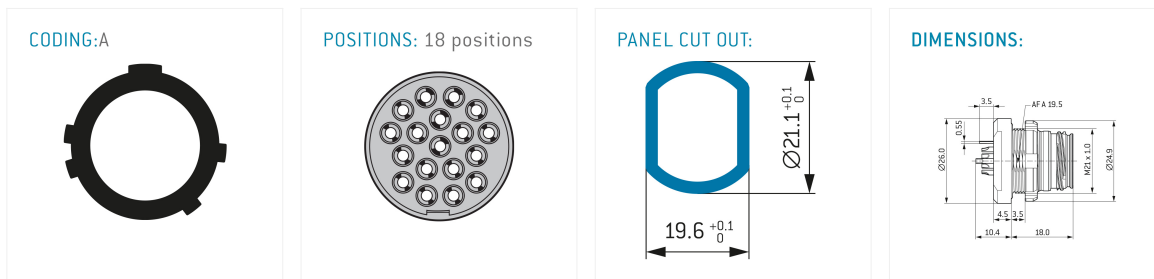 CODING:A
POSITIONS: 18 positions
PANEL CUT OUT:
Ø21.1 +0.1 0
19.6 +0.1 0
DIMENSIONS:
3.5
AF A 19.5
0.55
Ø26.0
M21 x 1.0
Ø24.9
4.5 3.5
10.4 18.0